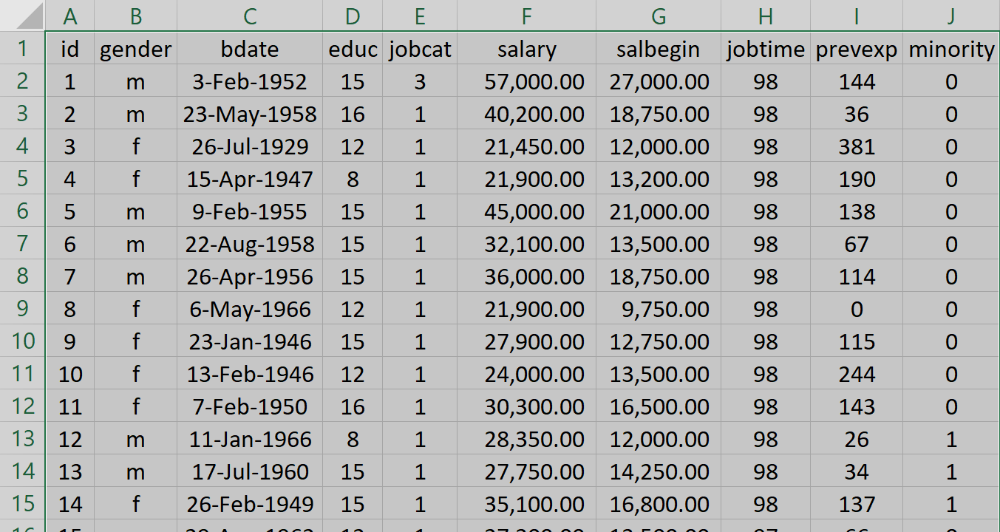 A B C D E F G H I J
1 id gender bdate educ jobcat salary salbegin jobtime prevexp minority
2 1 m 3-Feb-1952 15 3 57,000.00 27,000.00 98 144 0
3 2 m 23-May-1958 16 1 40,200.00 18,750.00 98 36 0
4 3 f 26-Jul-1929 12 1 21,450.00 12,000.00 98 381 0
5 4 f 15-Apr-1947 8 1 21,900.00 13,200.00 98 190 0
6 5 m 9-Feb-1955 15 1 45,000.00 21,000.00 98 138 0
7 6 m 22-Aug-1958 15 1 32,100.00 13,500.00 98 67 0
8 7 m 26-Apr-1956 15 1 36,000.00 18,750.00 98 114 0
9 8 f 6-May-1966 12 1 21,900.00 9,750.00 98 0 0
10 9 f 23-Jan-1946 15 1 27,900.00 12,750.00 98 115 0
11 10 f 13-Feb-1946 12 1 24,000.00 13,500.00 98 244 0
12 11 f 7-Feb-1950 16 1 30,300.00 16,500.00 98 143 0
13 12 m 11-Jan-1966 8 1 28,350.00 12,000.00 98 26 1
14 13 m 17-Jul-1960 15 1 27,750.00 14,250.00 98 34 1
15 14 f 26-Feb-1949 15 1 35,100.00 16,800.00 98 137 1